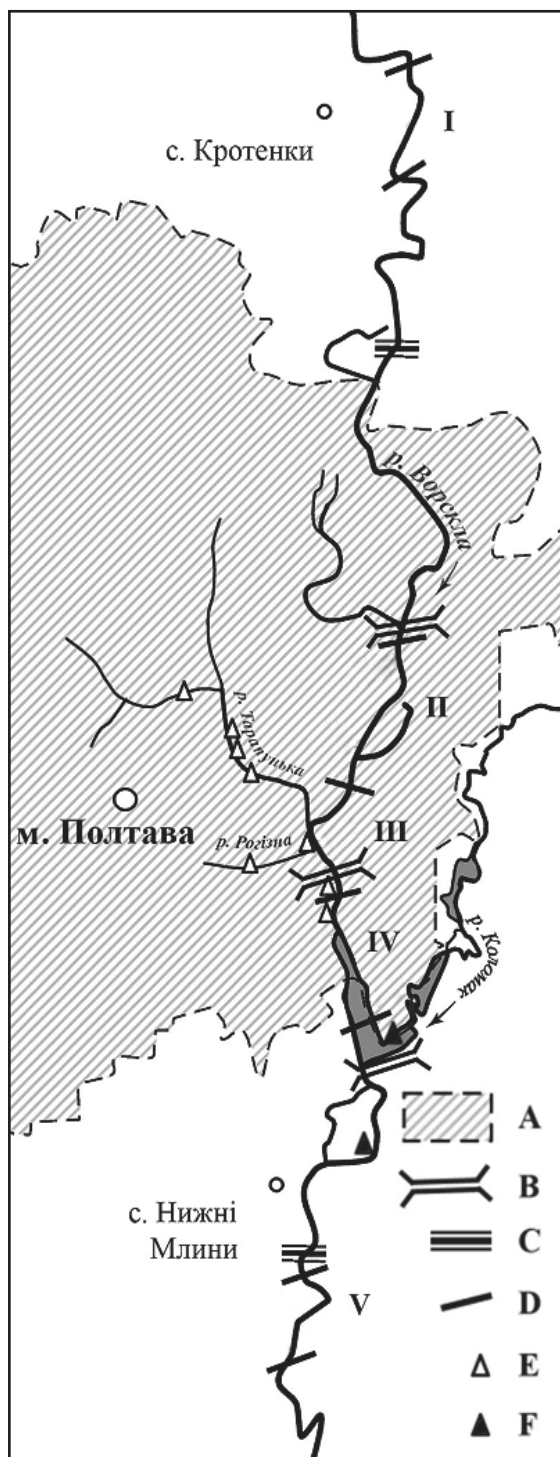 I
с. Кротенки
р. Ворскла
II
р. Тарапунька
м. Полтава
III
р. Рогізна
IV
р. Коломак
A
B
с. Нижні
Млини
C
V
D
E
F